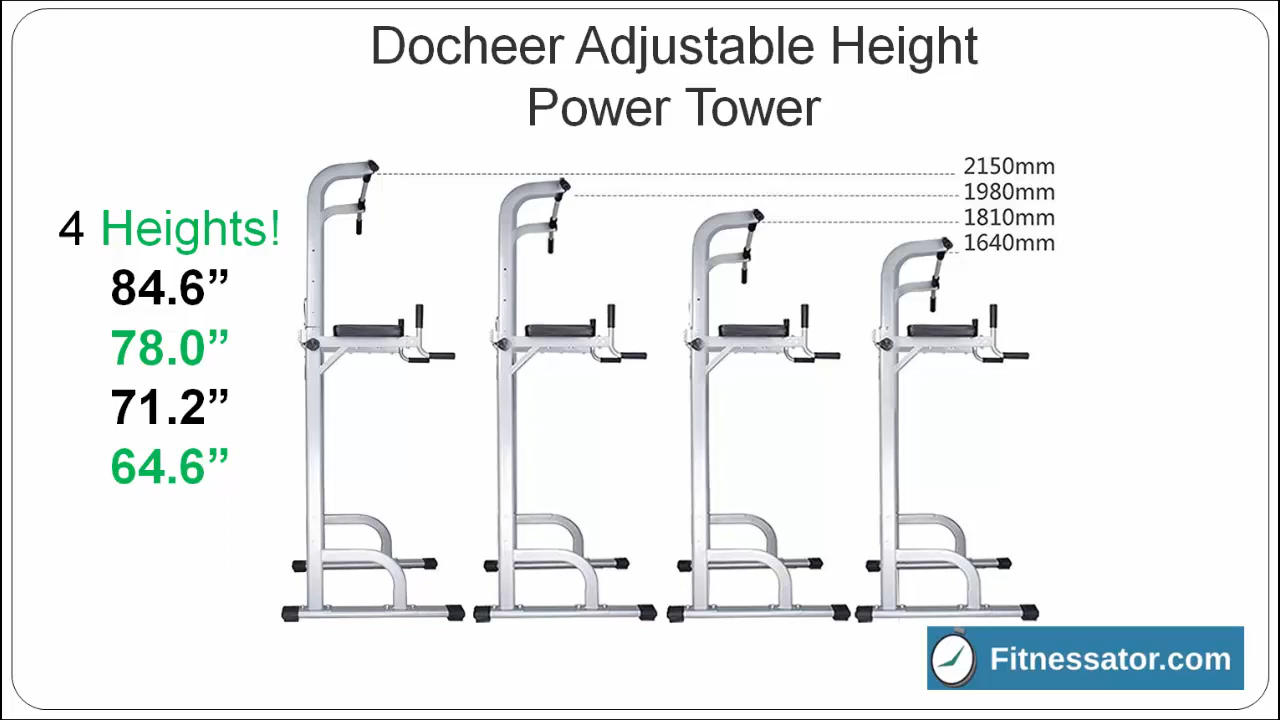 Docheer Adjustable Height
Power Tower
2150mm
1980mm
1810mm
1640mm
4 Heights!
84.6”
78.0”
71.2”
64.6”
Fitnessator.com